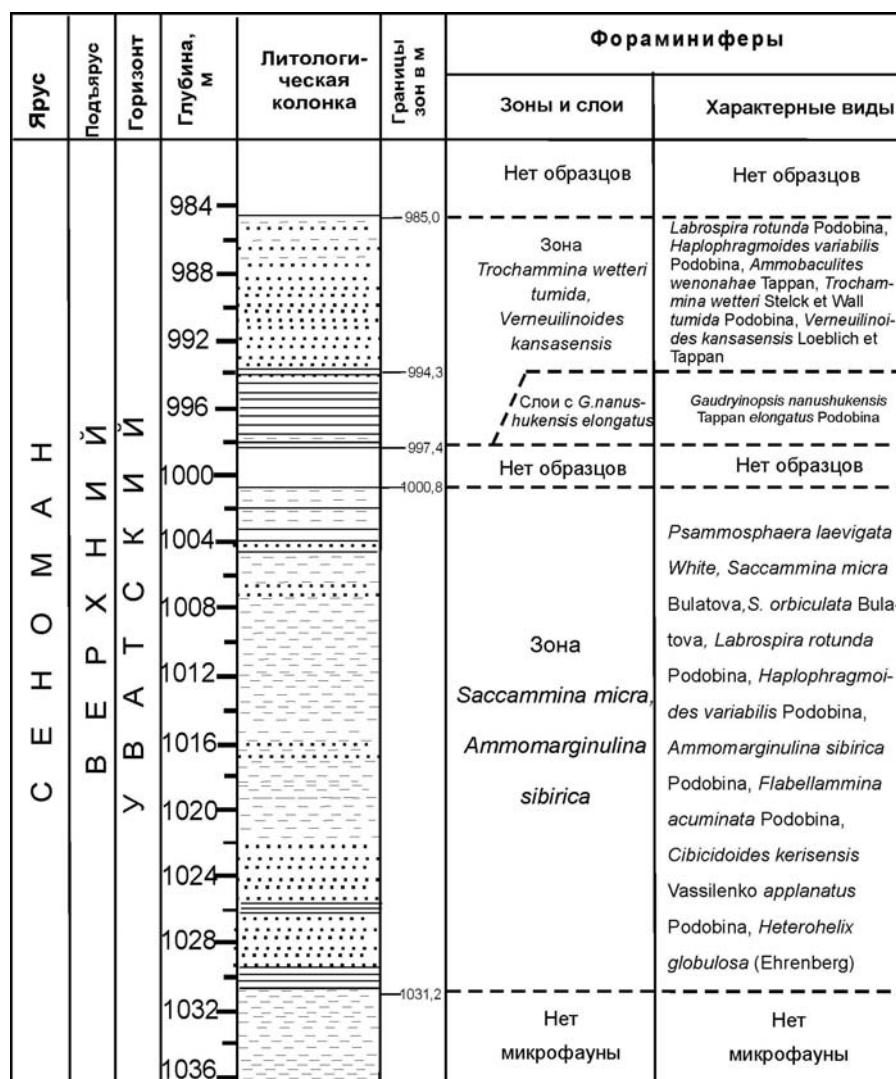 Ярус
Подъярус
Горизонт
Глубина,
м
Литологи-
ческая
колонка
Границы
зон в м
Фораминиферы
Зоны и слои
Характерные виды
СЕНОМАН
ВЕРХНИЙ
УВАТСКИЙ
984
988
992
996
1000
1004
1008
1012
1016
1020
1024
1028
1032
1036
985,0
994,3
997,4
1000,8
1031,2
Нет образцов
Зона
Trochammina wetteri
tumida,
Verneuilinoides
kansasensis
Слои с G.nanus-
hukensis elongatus
Нет образцов
Зона
Saccammina micra,
Ammomarginulina
sibirica
Нет
микрофауны
Нет образцов
Labrospira rotunda Podobina,
Haplophragmoides variabilis
Podobina, Ammobaculites
wenonahae Tappan, Trocham-
mina wetteri Stelck et Wall
tumida Podobina, Verneuilinoi-
des kansasensis Loeblich et
Tappan
Gaudryinopsis nanushukensis
Tappan elongatus Podobina
Нет образцов
Psammosphaera laevigata
White, Saccammina micra
Bulatova,S. orbiculata Bula-
tova, Labrospira rotunda
Podobina, Haplophragmoi-
des variabilis Podobina,
Ammomarginulina sibirica
Podobina, Flabellammina
acuminata Podobina,
Cibicidoides kerisensis
Vassilenko applanatus
Podobina, Heterohelix
globulosa (Ehrenberg)
Нет
микрофауны